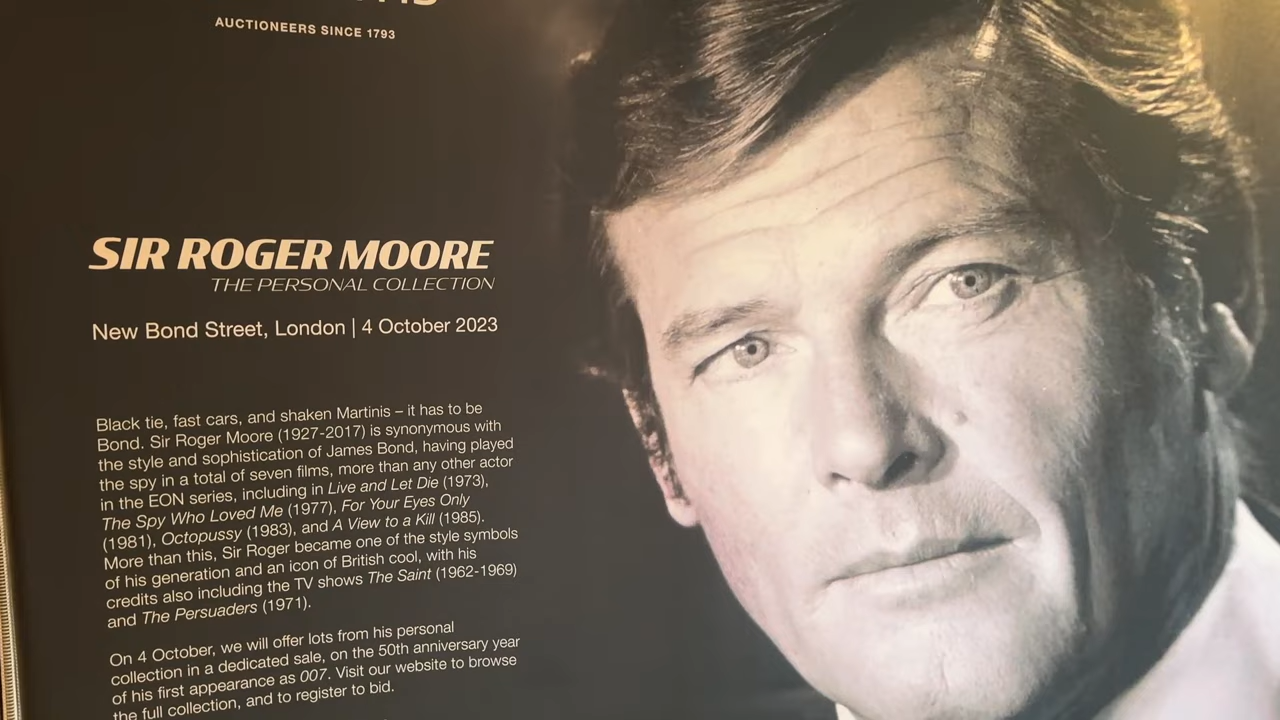 AUCTIONEERS SINCE 1793
SIR ROGER MOORE
THE PERSONAL COLLECTION
New Bond Street, London | 4 October 2023
Black tie, fast cars, and shaken Martinis – it has to be
Bond. Sir Roger Moore (1927-2017) is synonymous with
the style and sophistication of James Bond, having played
the spy in a total of seven films, more than any other actor
in the EON series, including in Live and Let Die (1973),
The Spy Who Loved Me (1977), For Your Eyes Only
(1981), Octopussy (1983), and A View to a Kill (1985).
More than this, Sir Roger became one of the style symbols
of his generation and an icon of British cool, with his
credits also including the TV shows The Saint (1962-1969)
and The Persuaders (1971).
On 4 October, we will offer lots from his personal
collection in a dedicated sale, on the 50th anniversary year
of his first appearance as 007. Visit our website to browse
the full collection, and to register to bid.